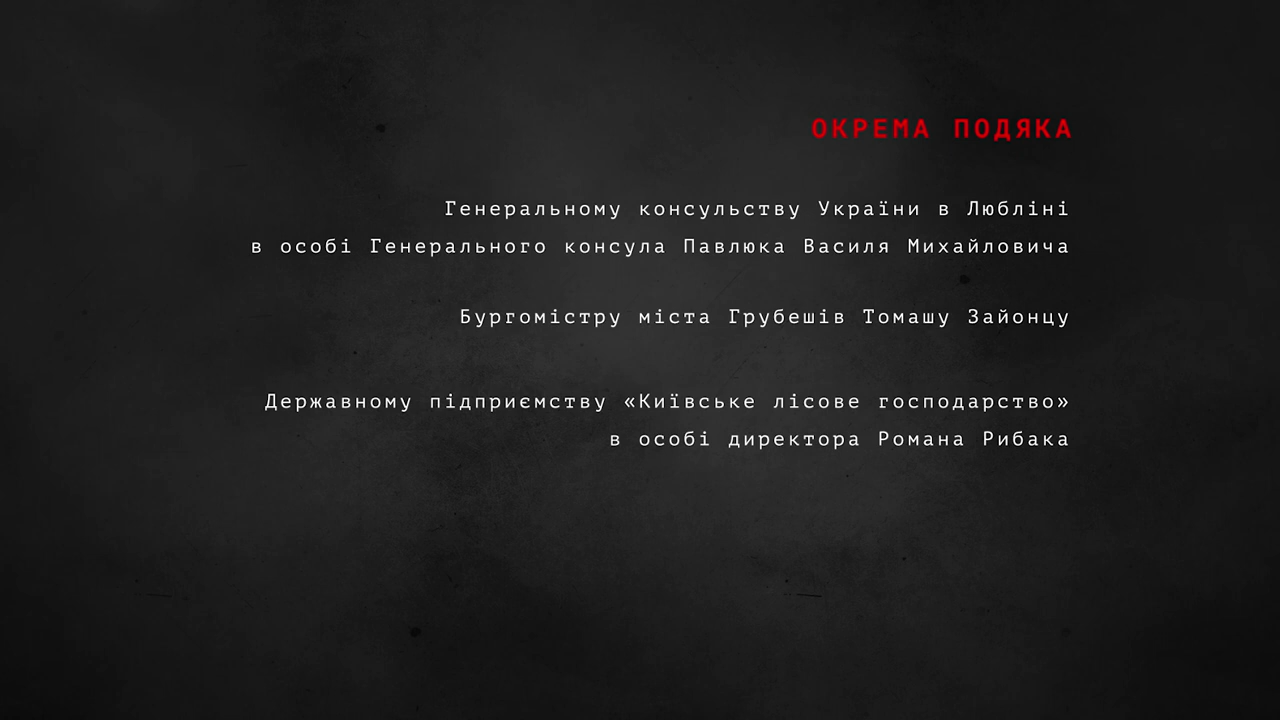 ОКРЕМА ПОДЯКА
Генеральному консульству України в Любліні
в особі Генерального консула Павлюка Василя Михайловича
Бургомістру міста Грубешів Томашу Зайонцу
Державному підприємству «Київське лісове господарство»
в особі директора Романа Рибака